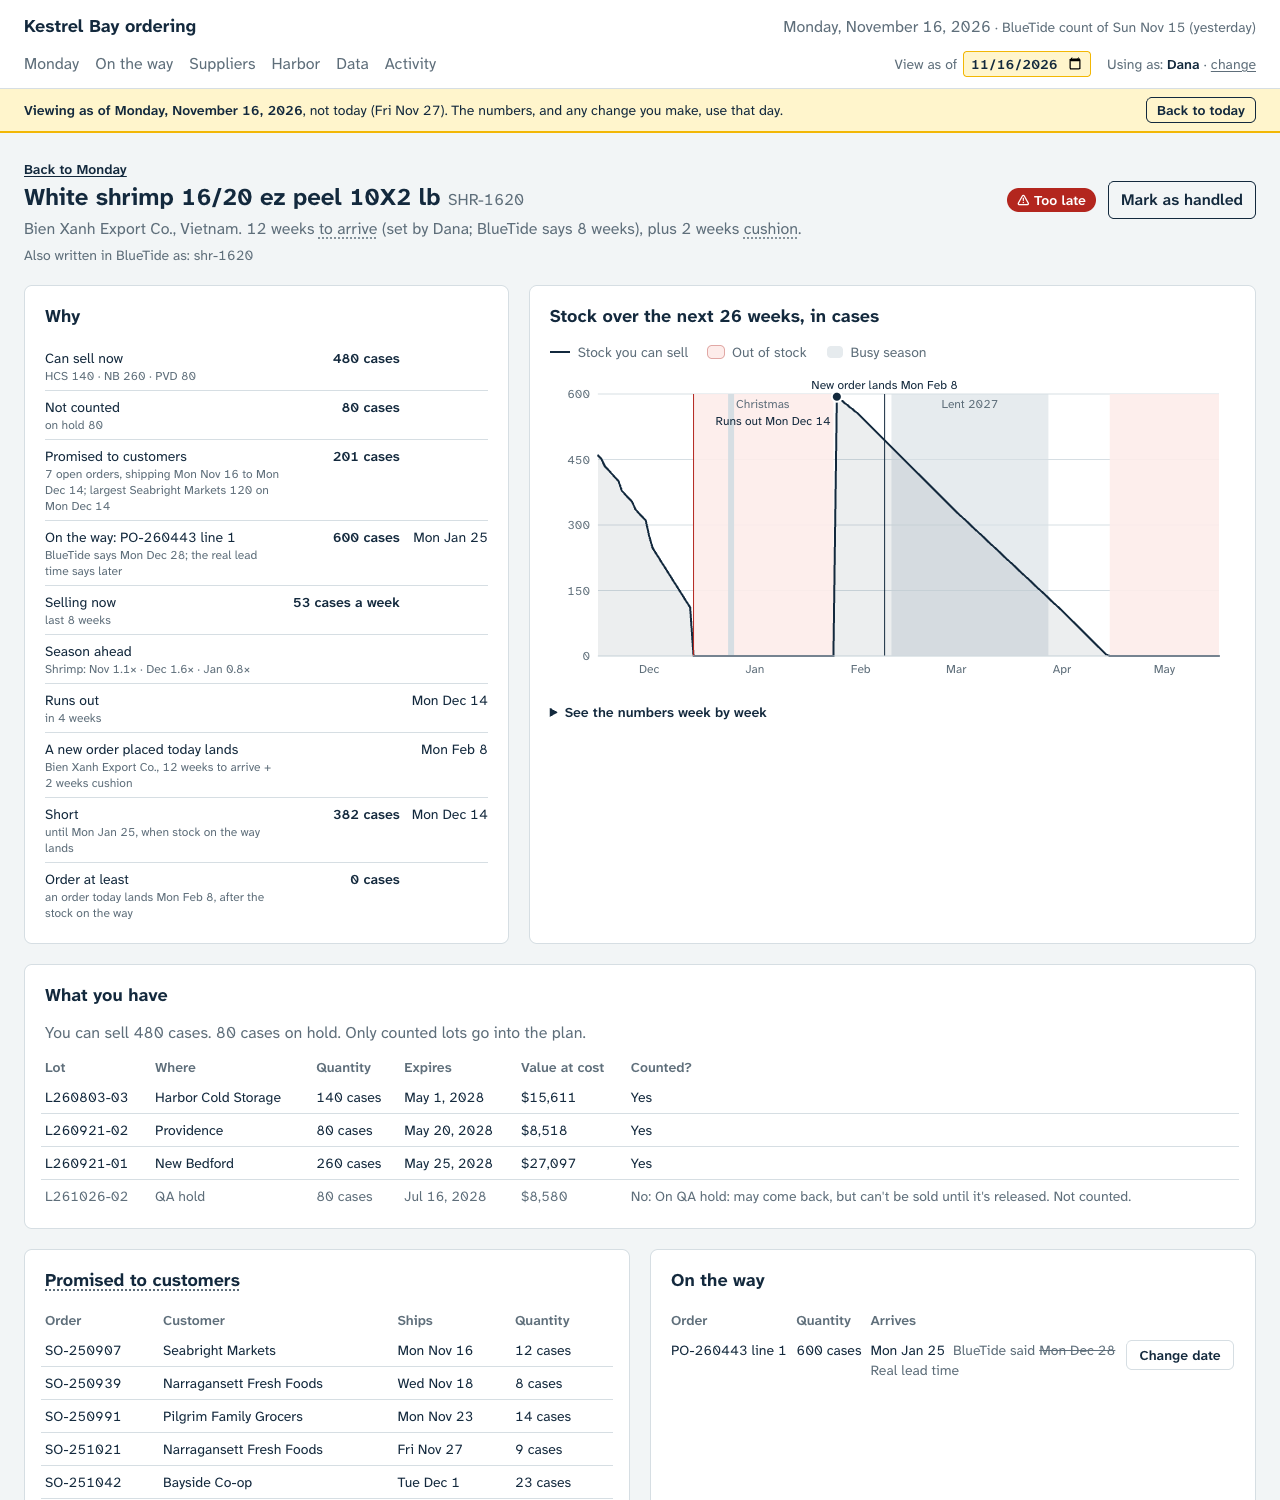 Kestrel Bay ordering
Monday, November 16, 2026 · BlueTide count of Sun Nov 15 (yesterday)
Monday On the way Suppliers Harbor Data Activity
View as of 11/16/2026 Using as: Dana · change
Viewing as of Monday, November 16, 2026, not today (Fri Nov 27). The numbers, and any change you make, use that day.
Back to today
Back to Monday
White shrimp 16/20 ez peel 10X2 lb SHR-1620
Too late
Mark as handled
Bien Xanh Export Co., Vietnam. 12 weeks to arrive (set by Dana; BlueTide says 8 weeks), plus 2 weeks cushion.
Also written in BlueTide as: shr-1620
Why
Can sell now 480 cases
HCS 140 · NB 260 · PVD 80
Not counted 80 cases
on hold 80
Promised to customers 201 cases
7 open orders, shipping Mon Nov 16 to Mon
Dec 14; largest Seabright Markets 120 on
Mon Dec 14
On the way: PO-260443 line 1 600 cases Mon Jan 25
BlueTide says Mon Dec 28; the real lead
time says later
Selling now 53 cases a week
last 8 weeks
Season ahead
Shrimp: Nov 1.1× · Dec 1.6× · Jan 0.8×
Runs out Mon Dec 14
in 4 weeks
A new order placed today lands Mon Feb 8
Bien Xanh Export Co., 12 weeks to arrive +
2 weeks cushion
Short 382 cases Mon Dec 14
until Mon Jan 25, when stock on the way
lands
Order at least 0 cases
an order today lands Mon Feb 8, after the
stock on the way
Stock over the next 26 weeks, in cases
Stock you can sell Out of stock Busy season
New order lands Mon Feb 8
600
Christmas Lent 2027
Runs out Mon Dec 14
450
300
150
0
Dec Jan Feb Mar Apr May
See the numbers week by week
What you have
You can sell 480 cases. 80 cases on hold. Only counted lots go into the plan.
Lot Where Quantity Expires Value at cost Counted?
L260803-03 Harbor Cold Storage 140 cases May 1, 2028 $15,611 Yes
L260921-02 Providence 80 cases May 20, 2028 $8,518 Yes
L260921-01 New Bedford 260 cases May 25, 2028 $27,097 Yes
L261026-02 QA hold 80 cases Jul 16, 2028 $8,580 No: On QA hold: may come back, but can't be sold until it's released. Not counted.
Promised to customers
Order Customer Ships Quantity
SO-250907 Seabright Markets Mon Nov 16 12 cases
SO-250939 Narragansett Fresh Foods Wed Nov 18 8 cases
SO-250991 Pilgrim Family Grocers Mon Nov 23 14 cases
SO-251021 Narragansett Fresh Foods Fri Nov 27 9 cases
SO-251042 Bayside Co-op Tue Dec 1 23 cases
On the way
Order Quantity Arrives
PO-260443 line 1 600 cases Mon Jan 25 BlueTide said Mon Dec 28
Real lead time
Change date